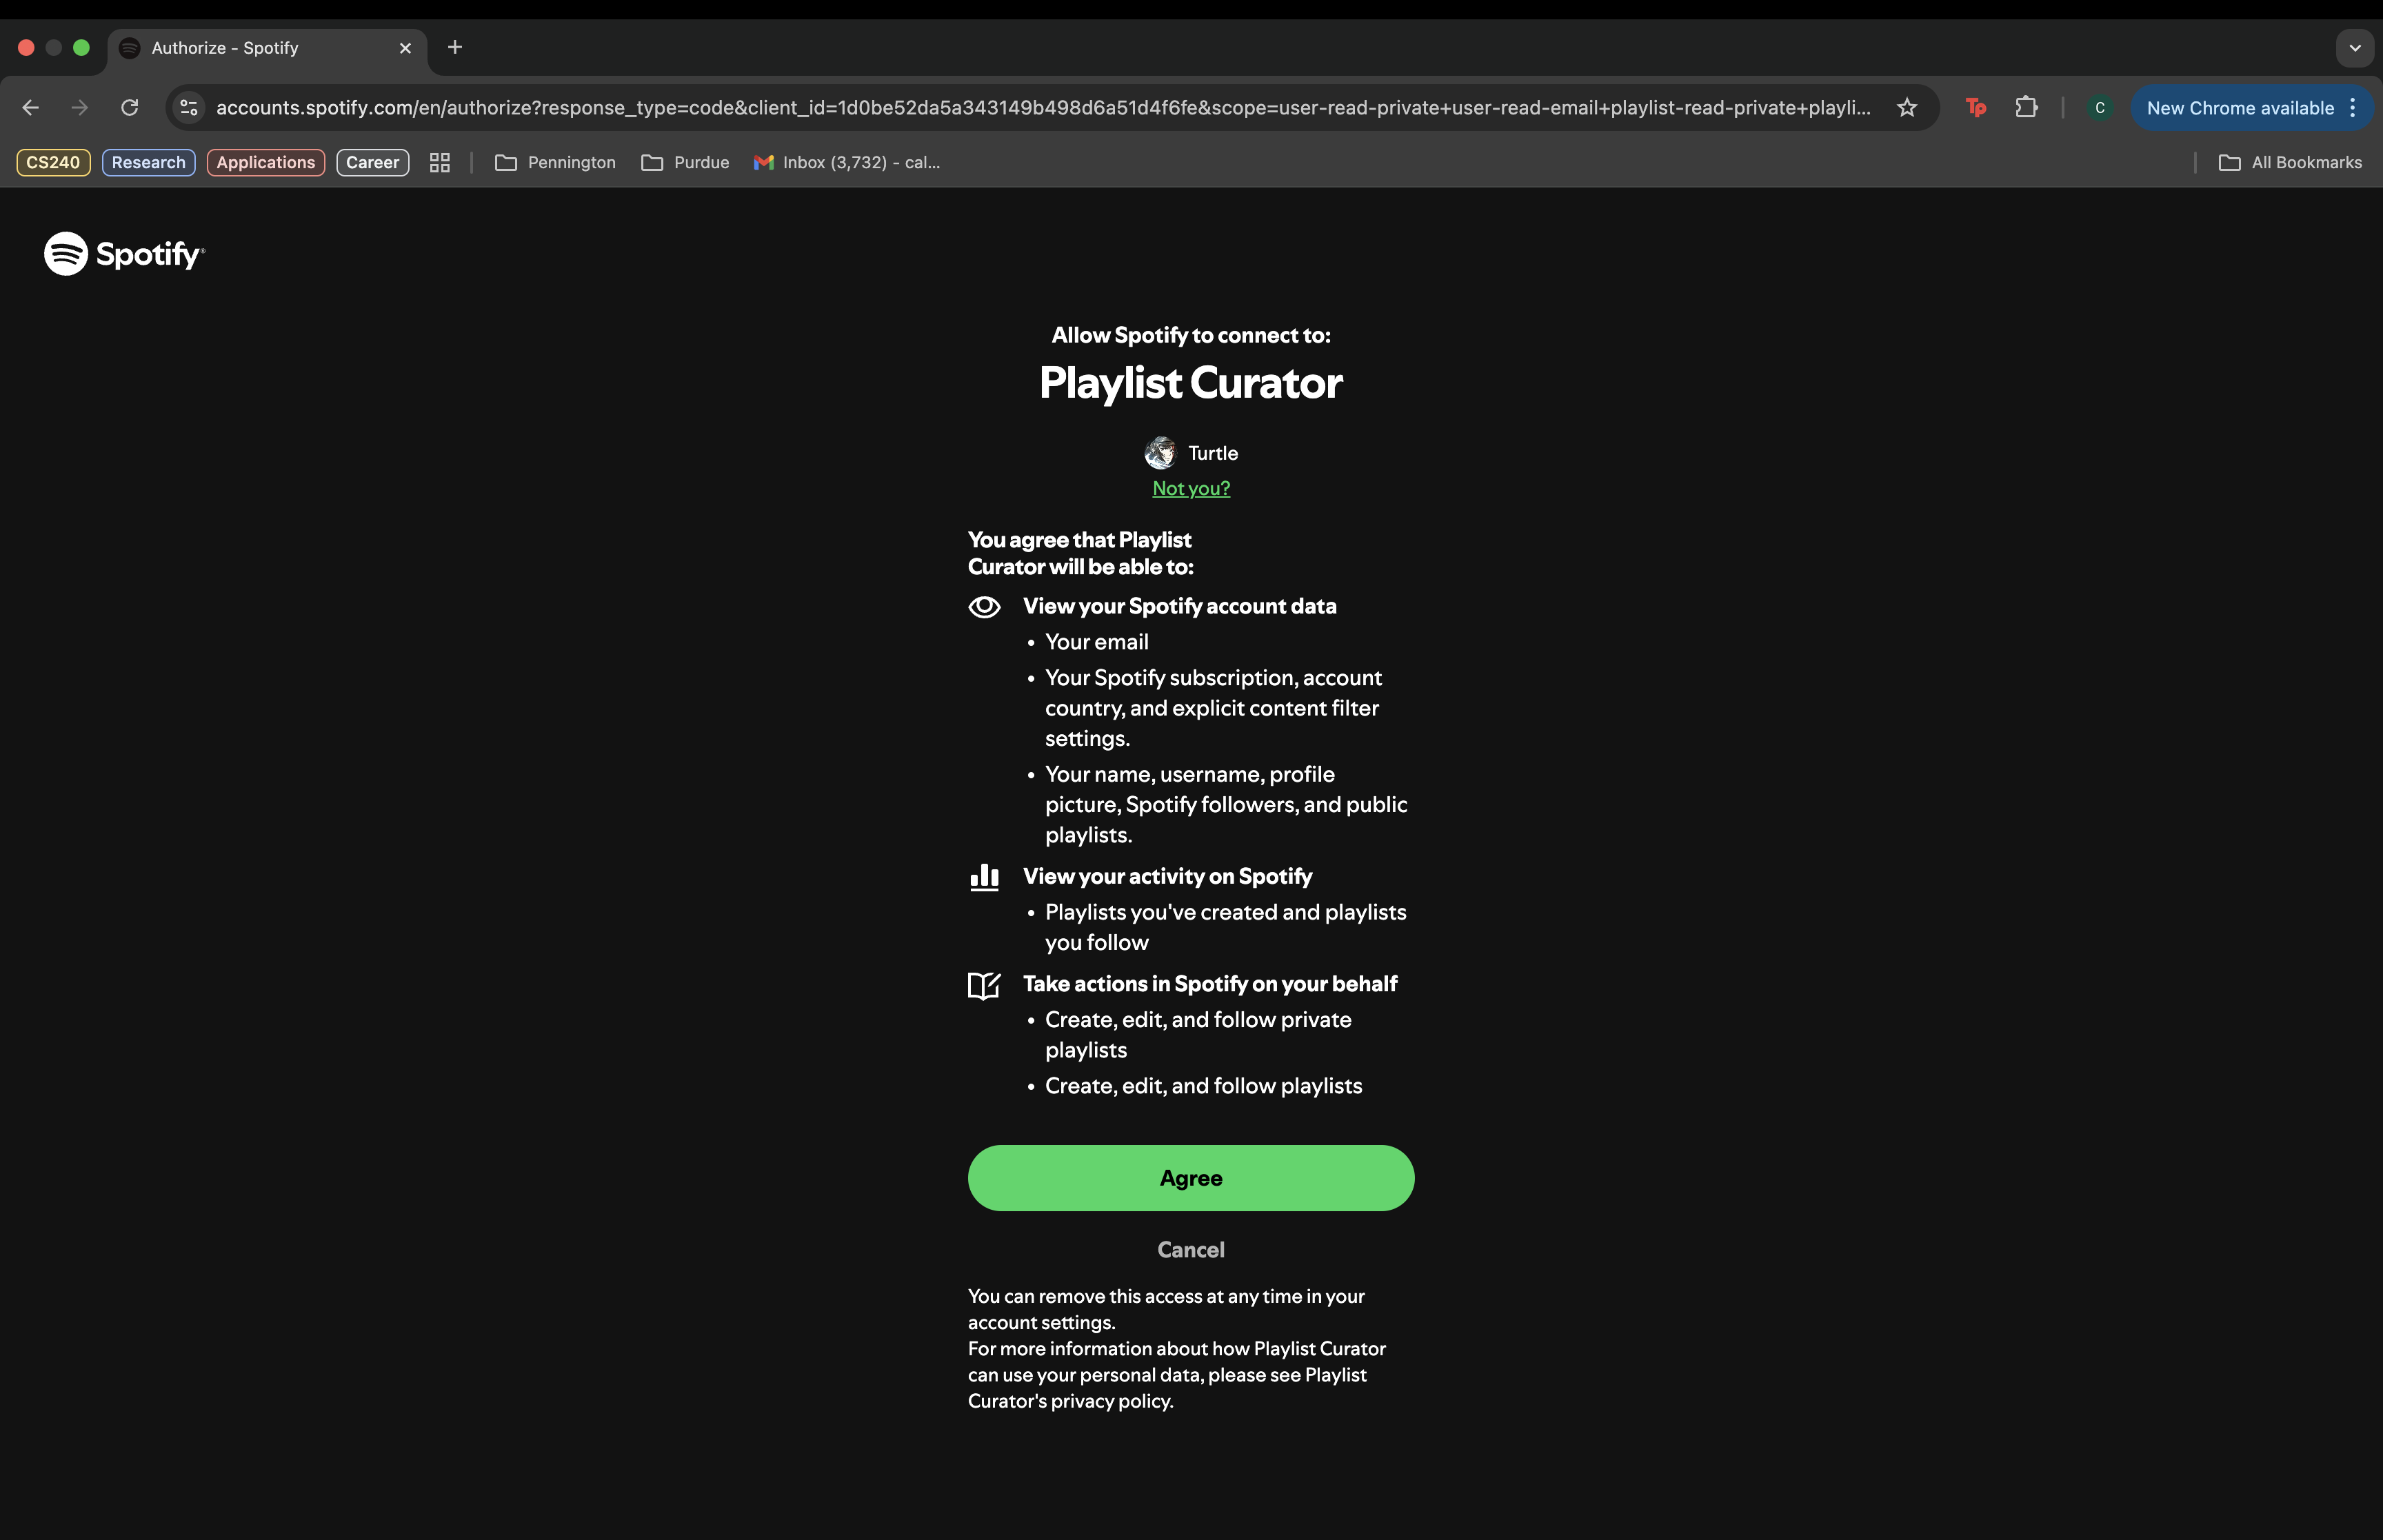 Authorize - Spotify
accounts.spotify.com/en/authorize?response_type=code&client_id=1d0be52da5a343149b498d6a51d4f6fe&scope=user-read-private+user-read-email+playlist-read-private+playli...
Tp
C
New Chrome available
CS240
Research
Applications
Career
Pennington
Purdue
Inbox (3,732) - cal...
All Bookmarks
Spotify
Allow Spotify to connect to:
Playlist Curator
Turtle
Not you?
You agree that Playlist
Curator will be able to:
View your Spotify account data
• Your email
• Your Spotify subscription, account
country, and explicit content filter
settings.
• Your name, username, profile
picture, Spotify followers, and public
playlists.
View your activity on Spotify
• Playlists you've created and playlists
you follow
Take actions in Spotify on your behalf
• Create, edit, and follow private
playlists
• Create, edit, and follow playlists
Agree
Cancel
You can remove this access at any time in your
account settings.
For more information about how Playlist Curator
can use your personal data, please see Playlist
Curator's privacy policy.